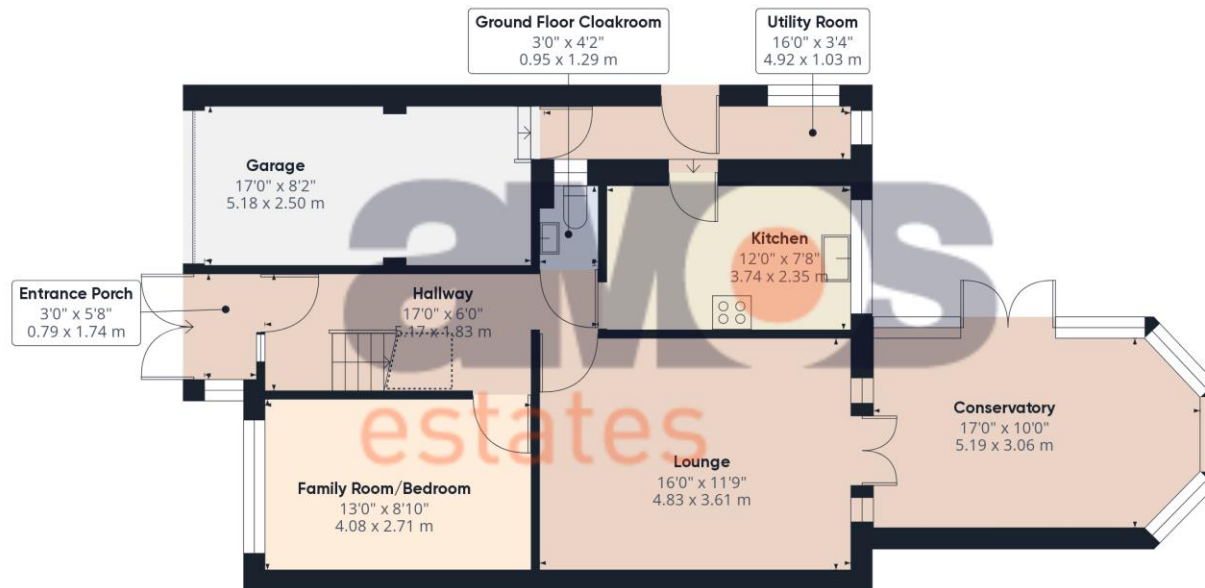 Ground Floor Cloakroom
3'0" x 4'2"
0.95 x 1.29 m
Utility Room
16'0" x 3'4"
4.92 x 1.03 m
Garage
17'0" x 8'2"
5.18 x 2.50 m
Kitchen
12'0" x 7'8"
3.74 x 2.35 m
Entrance Porch
3'0" x 5'8"
0.79 x 1.74 m
Hallway
17'0" x 6'0"
5.17 x 1.83 m
amos
estates
Conservatory
17'0" x 10'0"
5.19 x 3.06 m
Lounge
16'0" x 11'9"
4.83 x 3.61 m
Family Room/Bedroom
13'0" x 8'10"
4.08 x 2.71 m